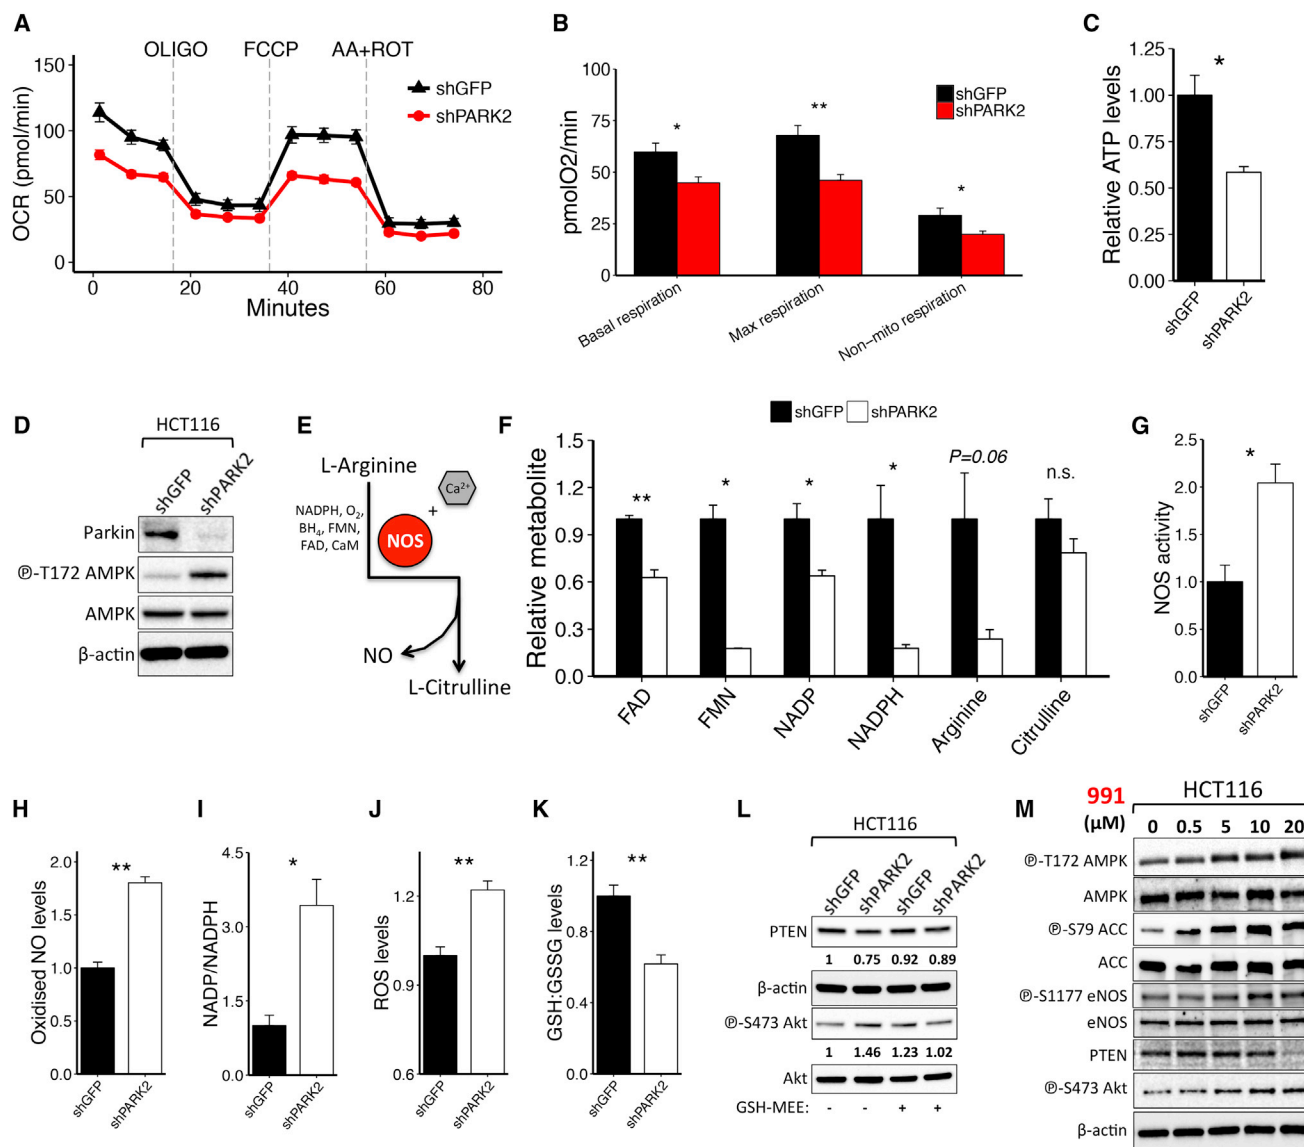 A
OLIGO FCCP AA+ROT
OCR (pmol/min)
150
100
50
0
shGFP
shPARK2
0 20 40 60 80
Minutes
B
pmolO2/min
100
75
50
25
0
shGFP
shPARK2
*
**
*
Basal respiration
Max respiration
Non–mito respiration
C
Relative ATP levels
1.25
1.00
0.75
0.50
0.25
0.00
*
shGFP
shPARK2
D
HCT116
shGFP
shPARK2
Parkin
Ⓟ-T172 AMPK
AMPK
β-actin
E
L-Arginine
NADPH, O₂,
BH₄, FMN,
FAD, CaM
NOS
+
Ca²⁺
NO
L-Citrulline
F
shGFP shPARK2
Relative metabolite
1.5
1.2
0.9
0.6
0.3
0.0
**
*
*
*
P=0.06
n.s.
FAD
FMN
NADP
NADPH
Arginine
Citrulline
G
NOS activity
2.5
2.0
1.5
1.0
0.5
0.0
*
shGFP
shPARK2
H
Oxidised NO levels
2.0
1.5
1.0
0.5
0.0
**
shGFP
shPARK2
I
NADP/NADPH
4.5
3.0
1.5
0.0
*
shGFP
shPARK2
J
ROS levels
1.2
0.9
0.6
**
shGFP
shPARK2
K
GSH:GSSG levels
1.2
0.8
0.4
0.0
**
shGFP
shPARK2
L
HCT116
shGFP
shPARK2
shGFP
shPARK2
PTEN
1 0.75 0.92 0.89
β-actin
Ⓟ-S473 Akt
1 1.46 1.23 1.02
Akt
GSH-MEE: - - + +
M
991
(µM)
HCT116
0 0.5 5 10 20
Ⓟ-T172 AMPK
AMPK
Ⓟ-S79 ACC
ACC
Ⓟ-S1177 eNOS
eNOS
PTEN
Ⓟ-S473 Akt
β-actin